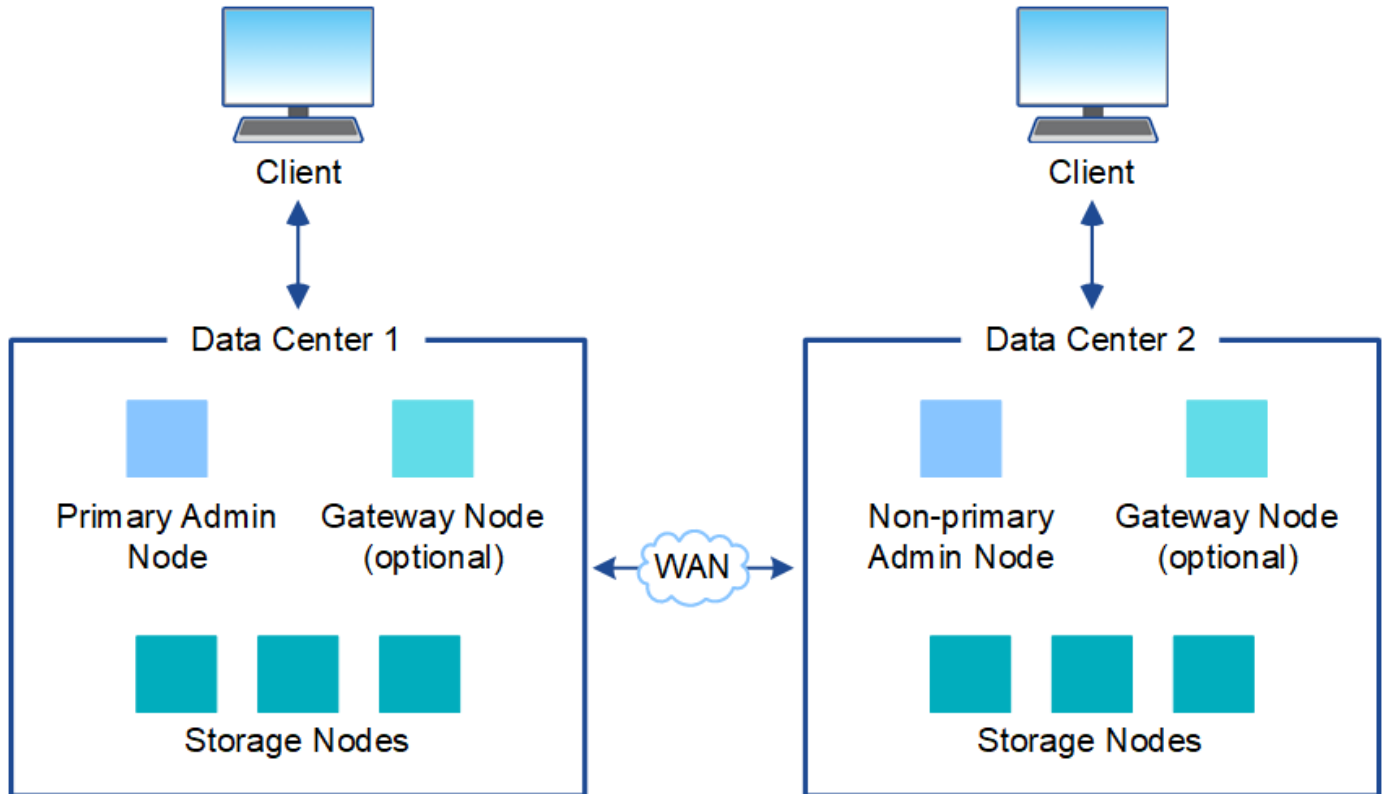 Client
Client
Data Center 1
Data Center 2
Primary Admin
Node
Gateway Node
(optional)
WAN
Non-primary
Admin Node
Gateway Node
(optional)
Storage Nodes
Storage Nodes